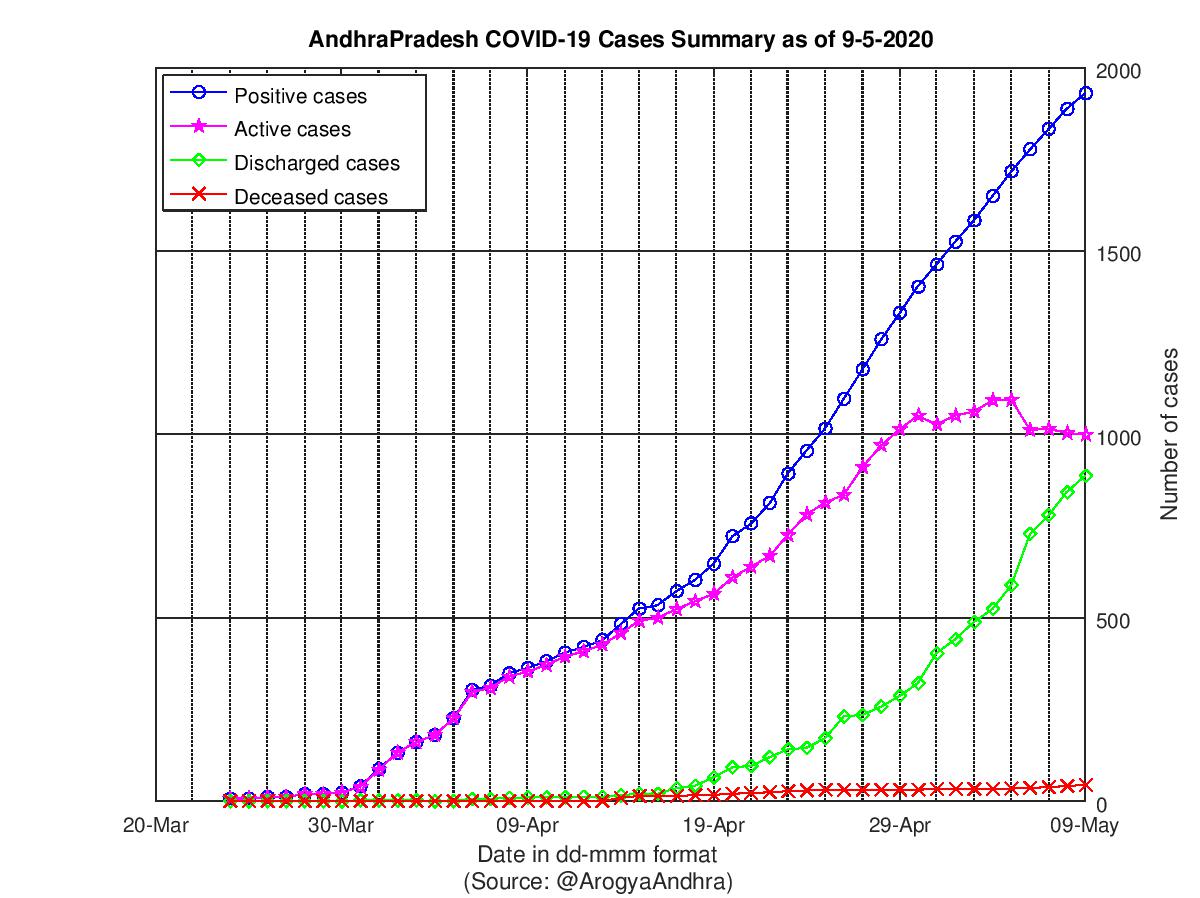 AndhraPradesh COVID-19 Cases Summary as of 9-5-2020
Positive cases
Active cases
Discharged cases
Deceased cases
2000
1500
1000
500
0
Number of cases
20-Mar 30-Mar 09-Apr 19-Apr 29-Apr 09-May
Date in dd-mmm format
(Source: @ArogyaAndhra)